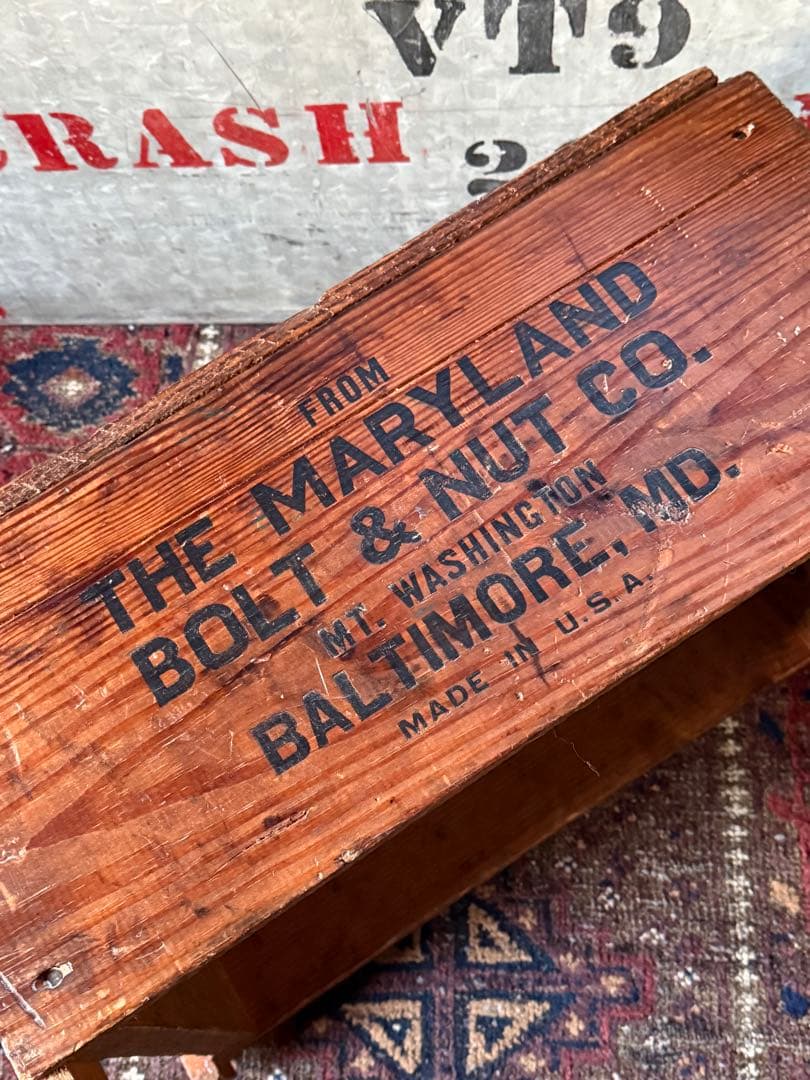 VT9
RASH
2
FROM
THE MARYLAND
BOLT & NUT CO.
MT. WASHINGTON
BALTIMORE, MD.
MADE IN U.S.A.